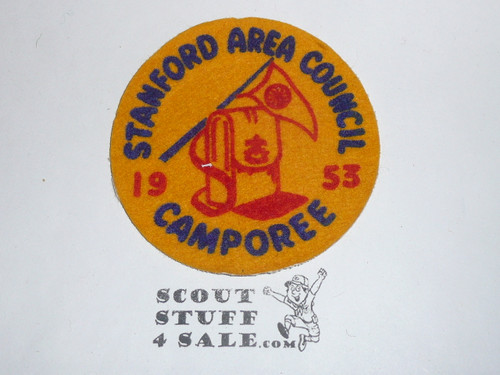 STANFORD AREA COUNCIL
19 53
CAMPOREE
SCOUT
STUFF
4 SALE.com